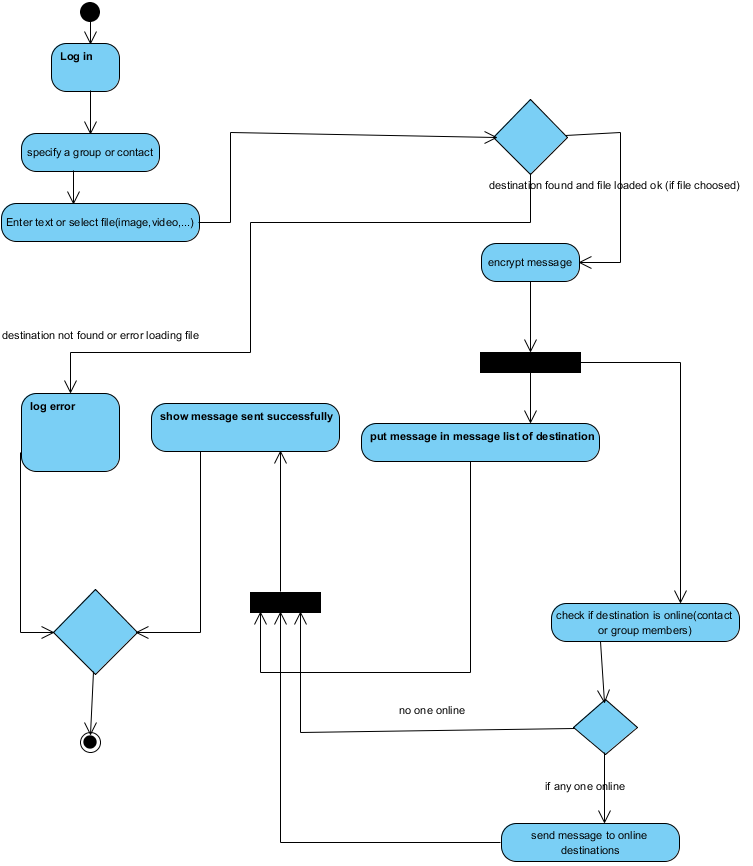 Log in
specify a group or contact
Enter text or select file(image,video,...)
destination found and file loaded ok (if file choosed)
encrypt message
destination not found or error loading file
log error
show message sent successfully
put message in message list of destination
check if destination is online(contact
or group members)
no one online
if any one online
send message to online
destinations